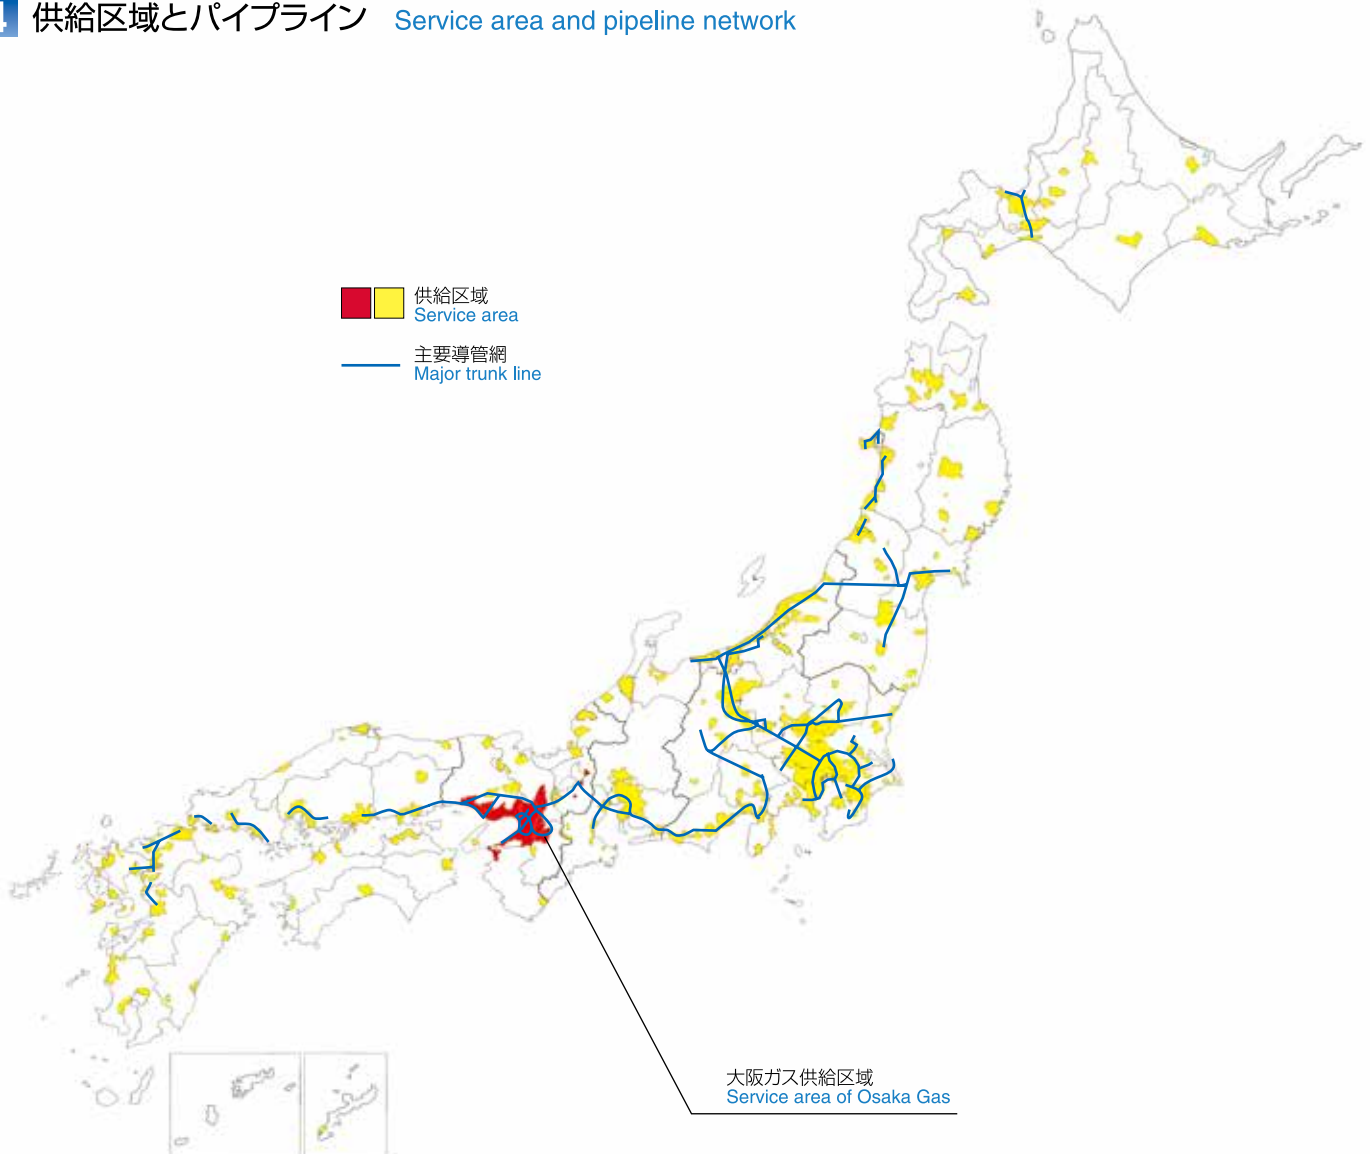 4 供給区域とパイプライン Service area and pipeline network
供給区域
Service area
主要導管網
Major trunk line
大阪ガス供給区域
Service area of Osaka Gas